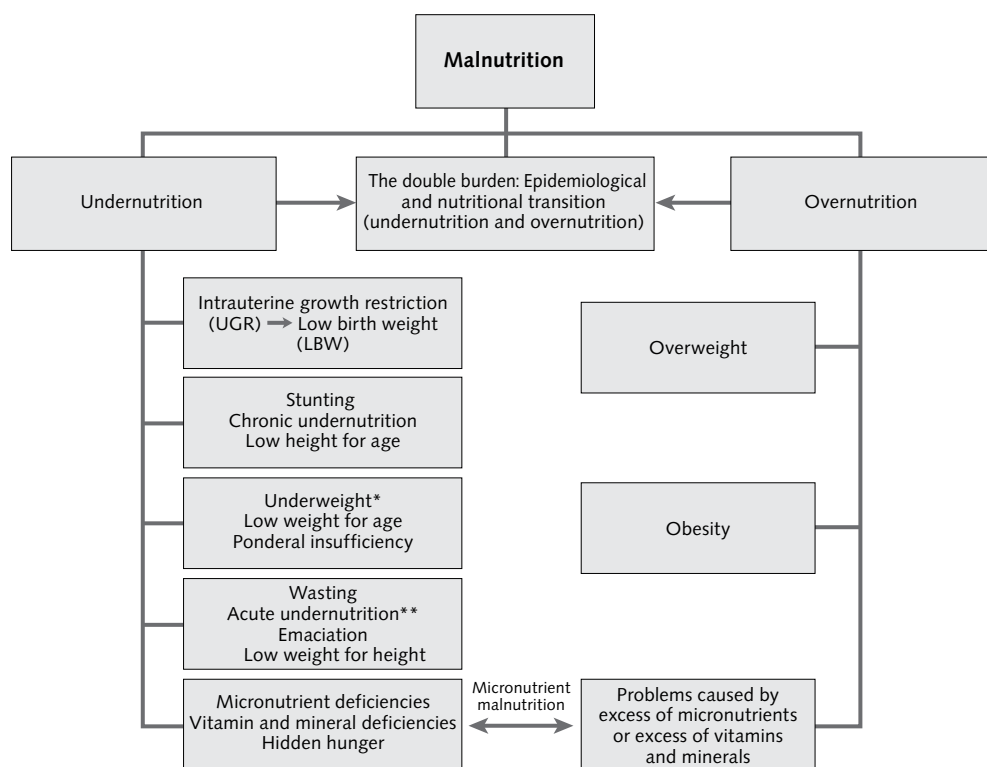 Malnutrition
Undernutrition
The double burden: Epidemiological
and nutritional transition
(undernutrition and overnutrition)
Overnutrition
Intrauterine growth restriction
(UGR) → Low birth weight
(LBW)
Stunting
Chronic undernutrition
Low height for age
Underweight*
Low weight for age
Ponderal insufficiency
Wasting
Acute undernutrition**
Emaciation
Low weight for height
Micronutrient deficiencies
Vitamin and mineral deficiencies
Hidden hunger
Micronutrient
malnutrition
Overweight
Obesity
Problems caused by
excess of micronutrients
or excess of vitamins
and minerals